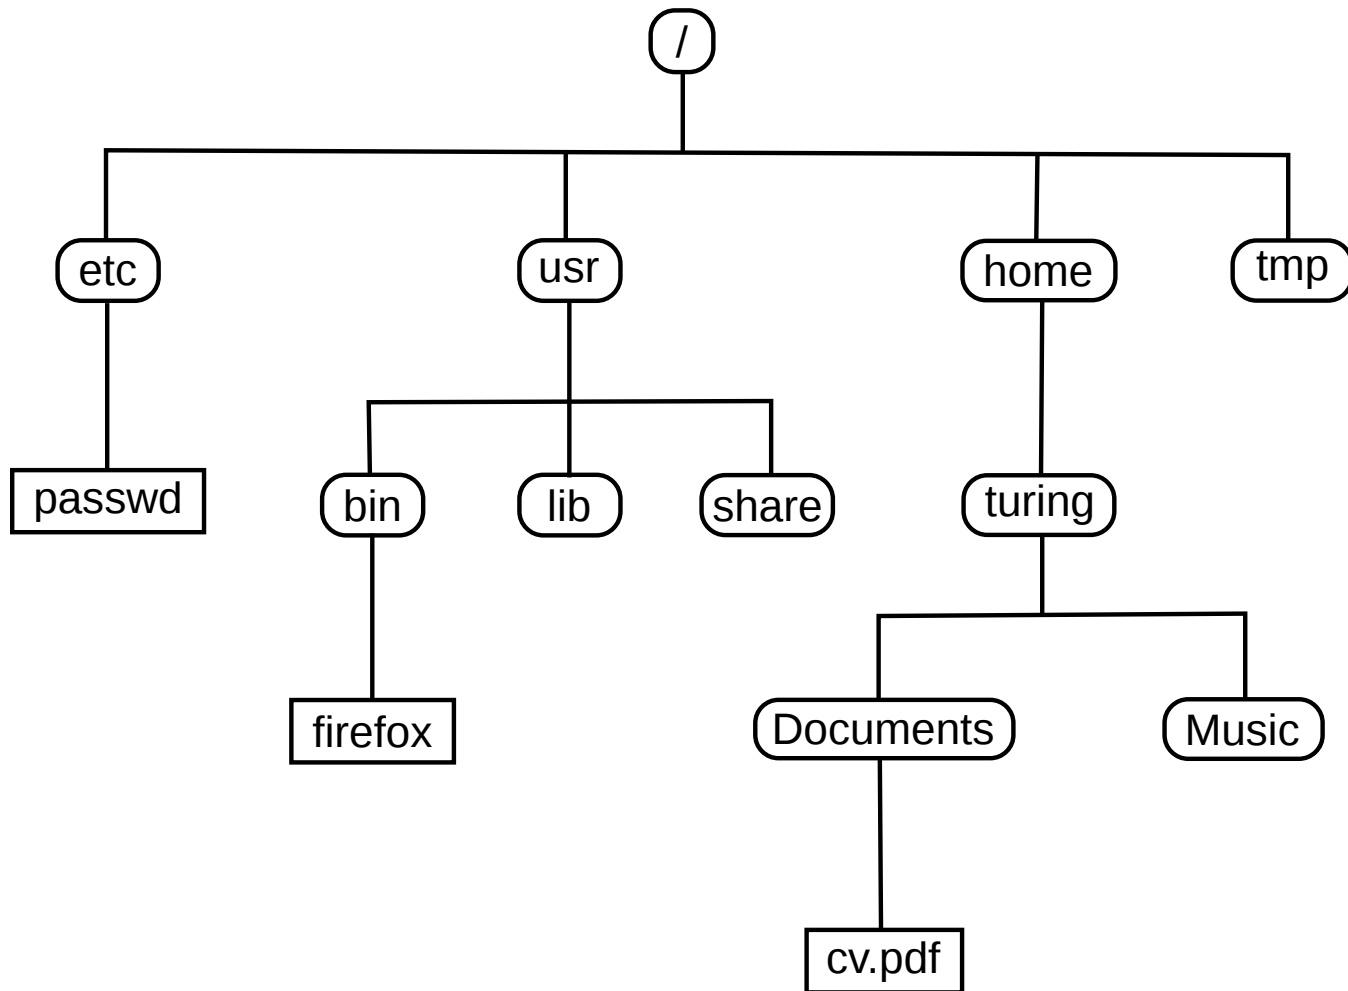 /
etc
usr
home
tmp
passwd
bin
lib
share
turing
firefox
Documents
Music
cv.pdf